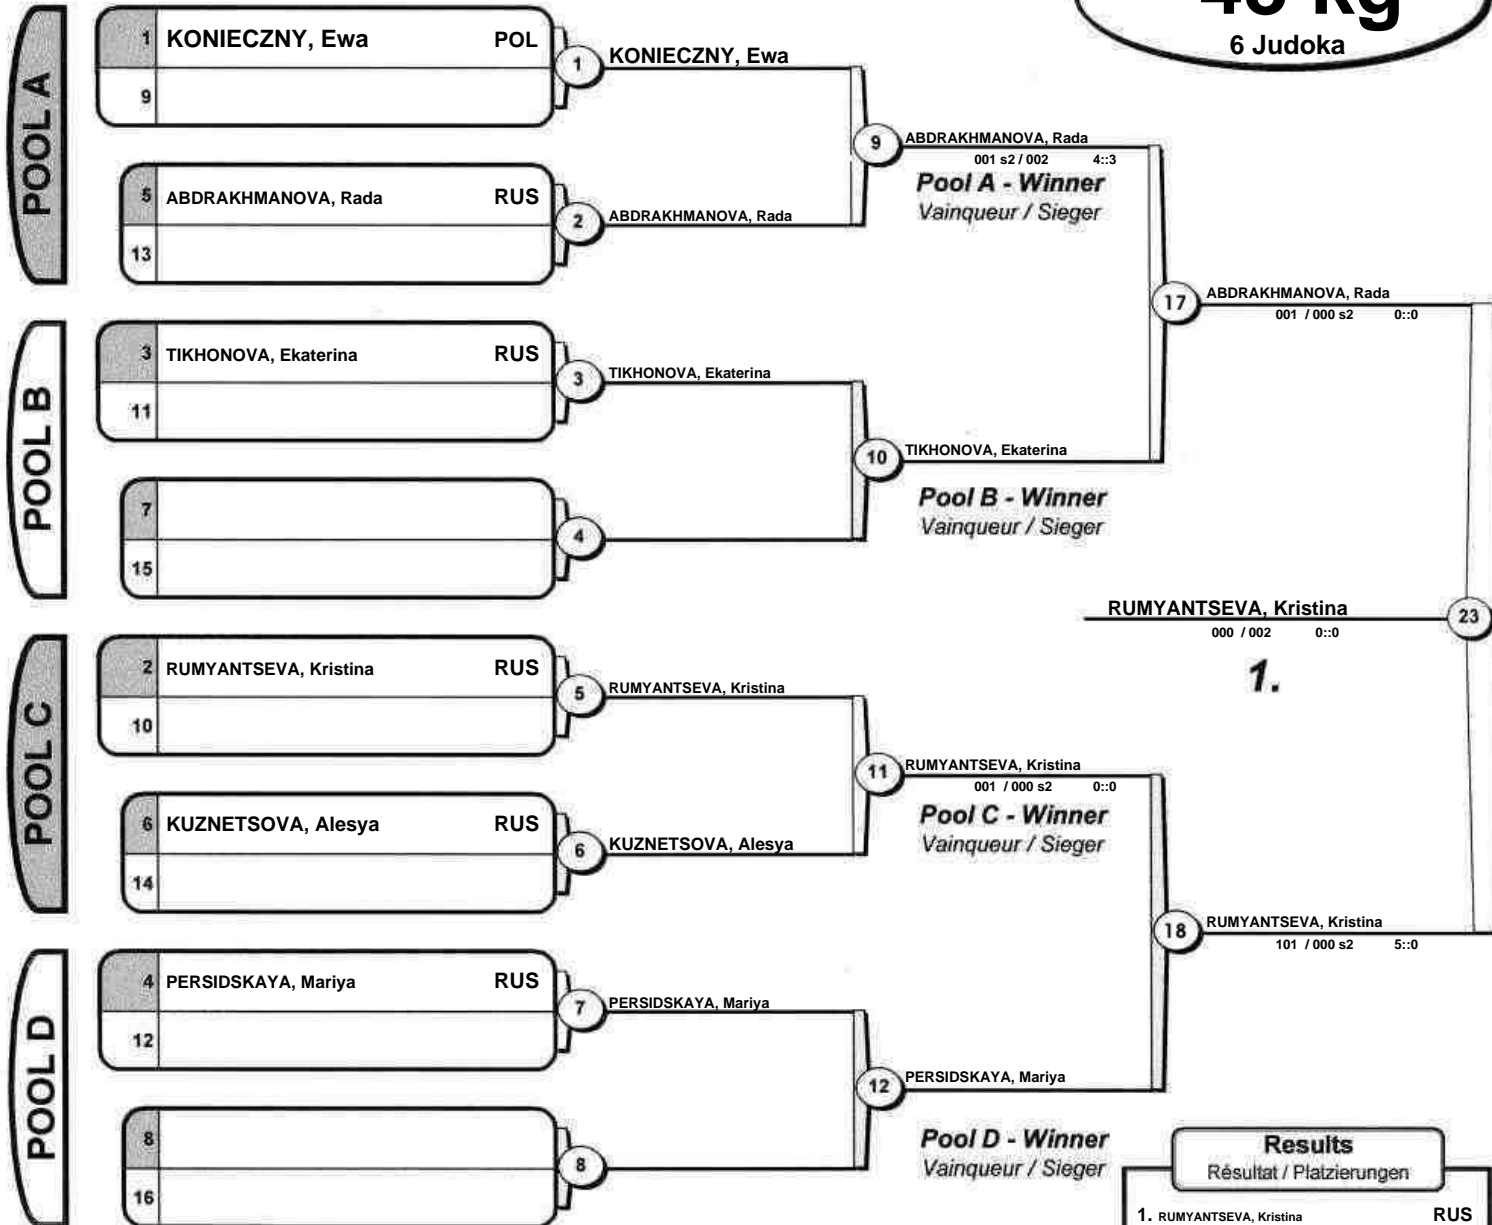 48 kg
6 Judoka
POOL A
1 KONIECZNY, Ewa POL
9
1 KONIECZNY, Ewa
5 ABDRAKHMANOVA, Rada RUS
13
2 ABDRAKHMANOVA, Rada
9 ABDRAKHMANOVA, Rada
001 s2 / 002 4::3
Pool A - Winner
Vainqueur / Sieger
17 ABDRAKHMANOVA, Rada
001 / 000 s2 0::0
POOL B
3 TIKHONOVA, Ekaterina RUS
11
3 TIKHONOVA, Ekaterina
7
15
4
10 TIKHONOVA, Ekaterina
Pool B - Winner
Vainqueur / Sieger
RUMYANTSEVA, Kristina 23
000 / 002 0::0
1.
POOL C
2 RUMYANTSEVA, Kristina RUS
10
5 RUMYANTSEVA, Kristina
6 KUZNETSOVA, Alesya RUS
14
6 KUZNETSOVA, Alesya
11 RUMYANTSEVA, Kristina
001 / 000 s2 0::0
Pool C - Winner
Vainqueur / Sieger
18 RUMYANTSEVA, Kristina
101 / 000 s2 5::0
POOL D
4 PERSIDSKAYA, Mariya RUS
12
7 PERSIDSKAYA, Mariya
8
16
8
12 PERSIDSKAYA, Mariya
Pool D - Winner
Vainqueur / Sieger
Results
Résultat / Platzierungen
1. RUMYANTSEVA, Kristina RUS